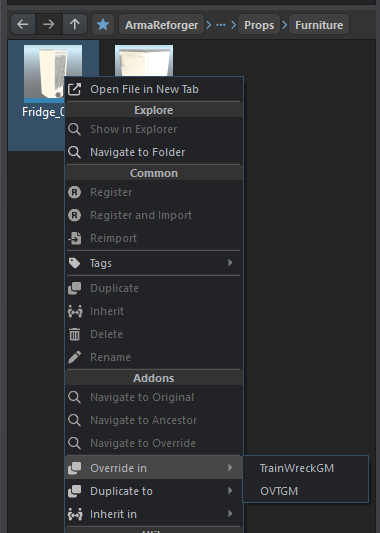 ArmaReforger > ··· > Props > Furniture
Fridge_0
Open File in New Tab
Explore
Show in Explorer
Navigate to Folder
Common
Register
Register and Import
Reimport
Tags
Duplicate
Inherit
Delete
Rename
Addons
Navigate to Original
Navigate to Ancestor
Navigate to Override
Override in
TrainWreckGM
Duplicate to
OVTGM
Inherit in